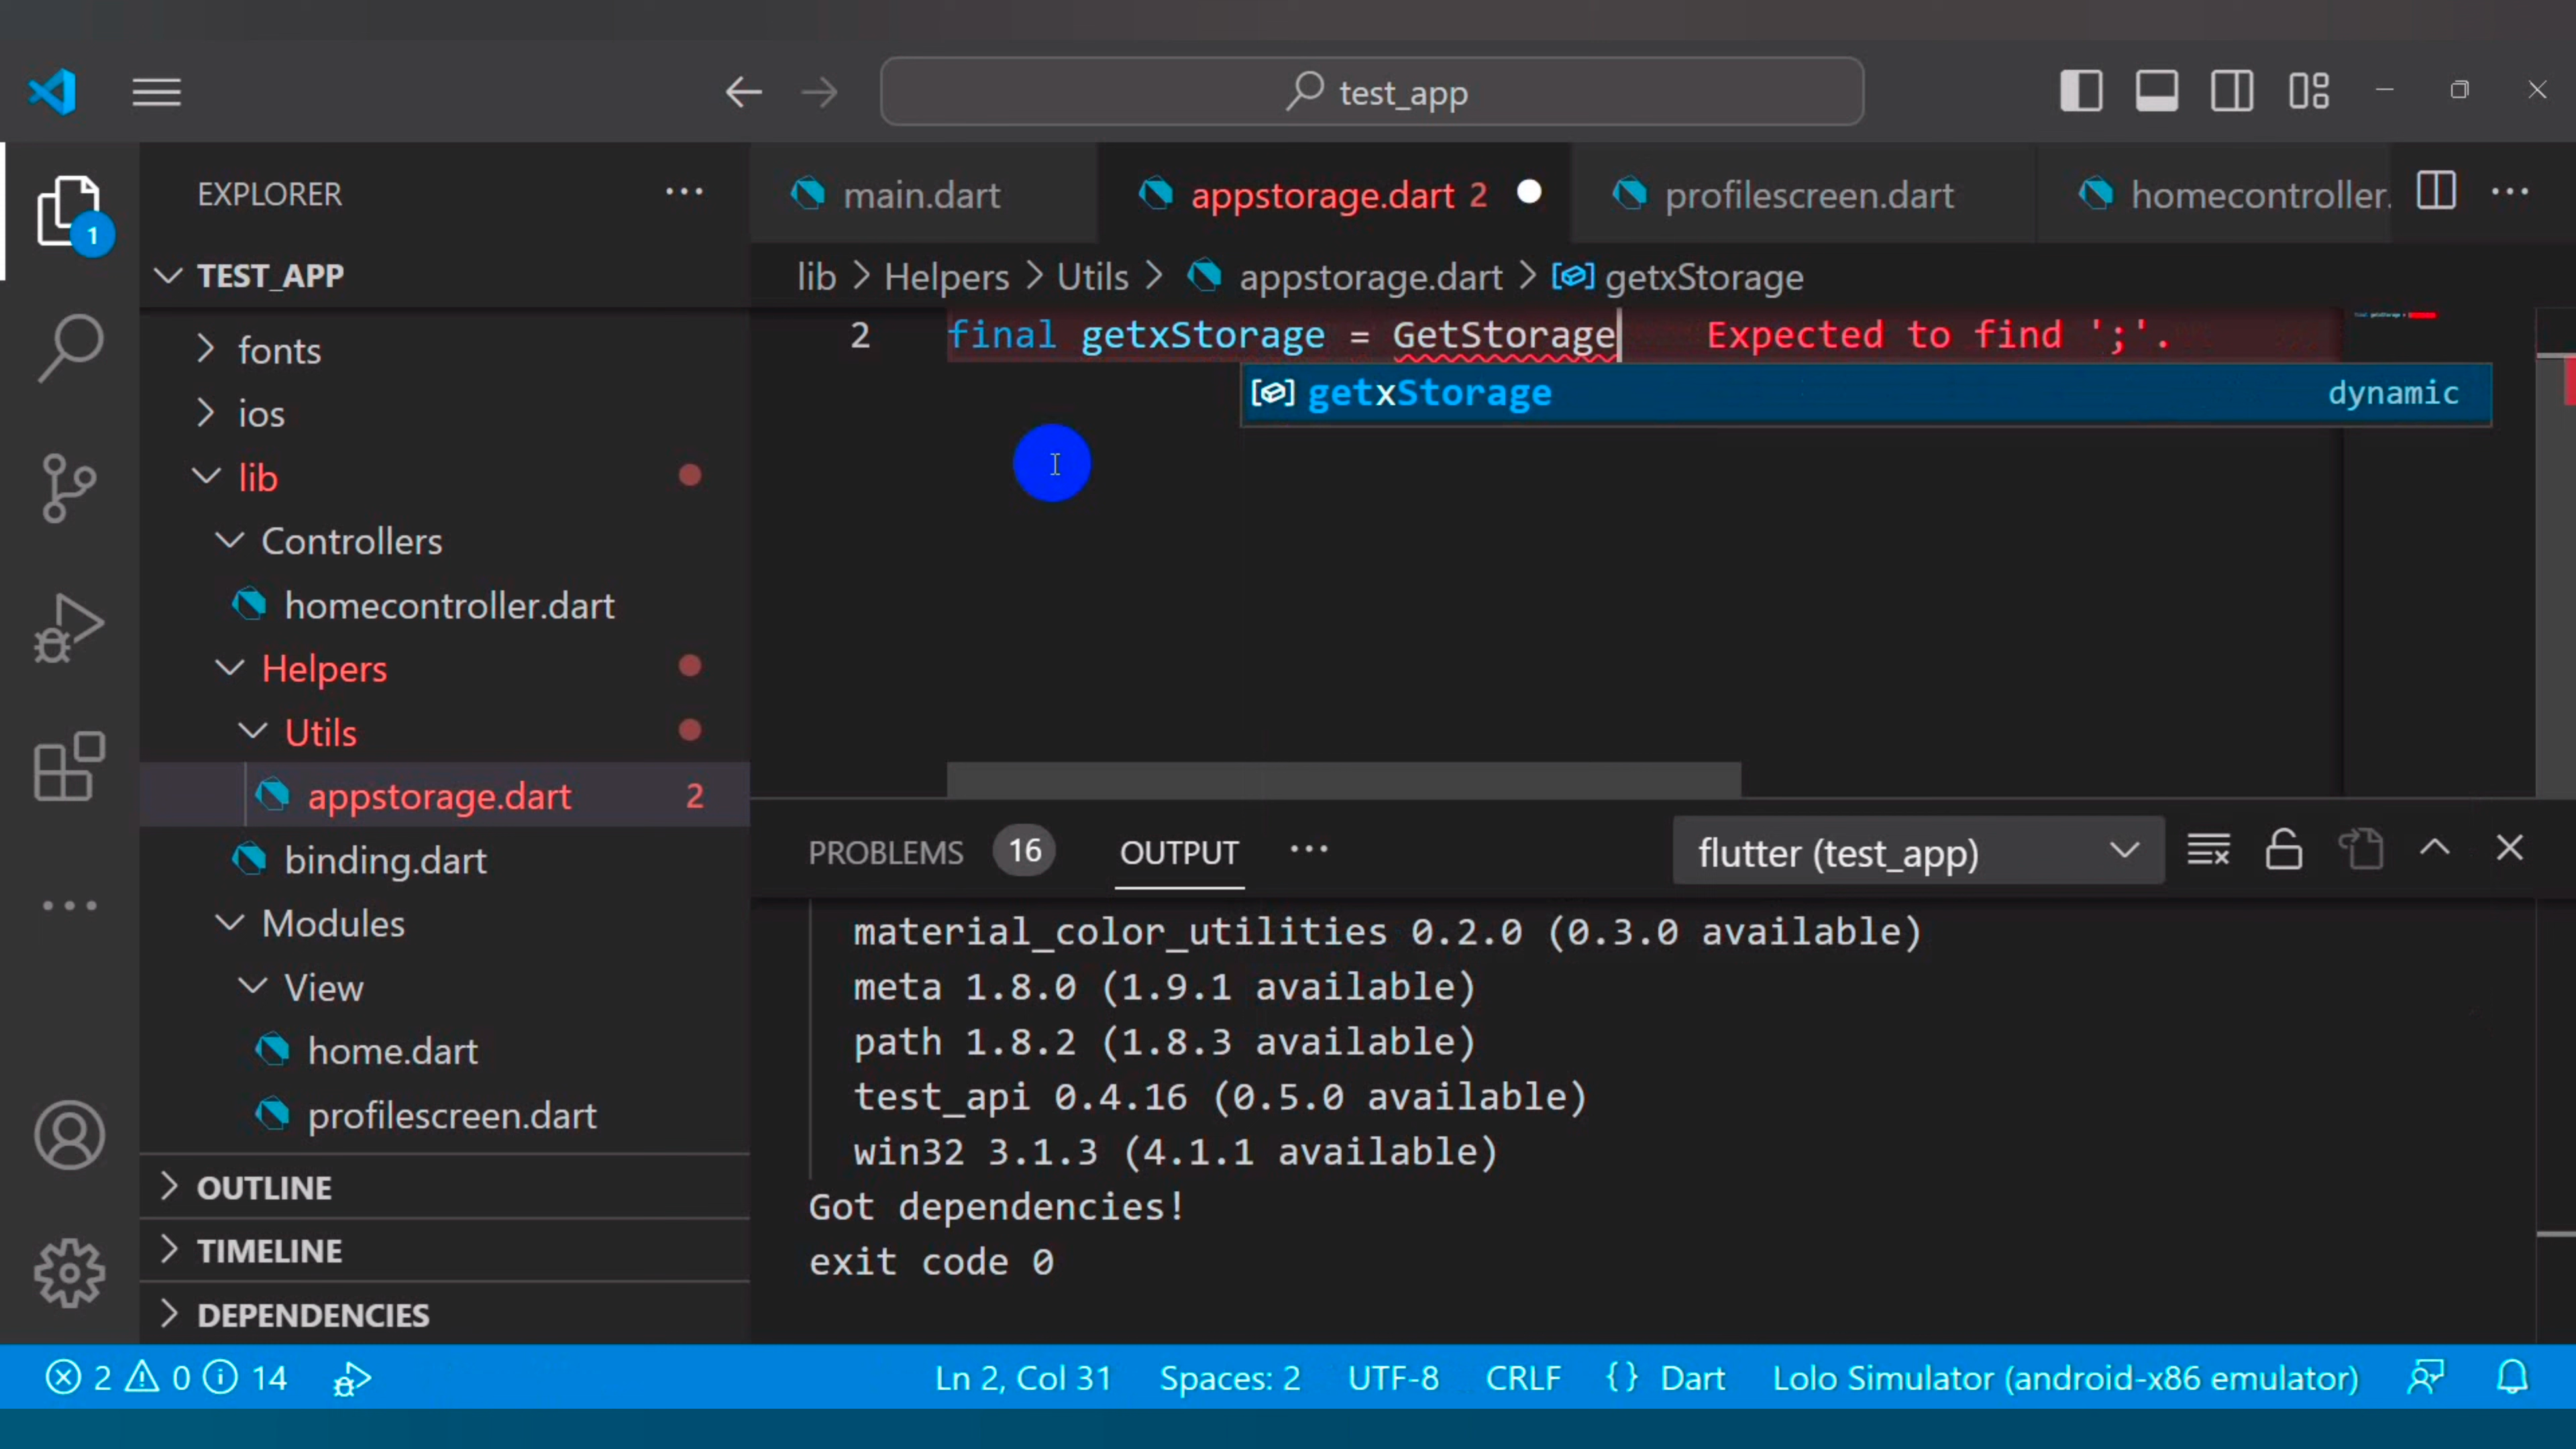 test_app
EXPLORER
main.dart
appstorage.dart 2
profilescreen.dart
homecontroller.
1
TEST_APP
lib > Helpers > Utils > appstorage.dart > getxStorage
fonts
ios
lib
Controllers
homecontroller.dart
Helpers
Utils
appstorage.dart 2
binding.dart
Modules
View
home.dart
profilescreen.dart
OUTLINE
TIMELINE
DEPENDENCIES
2 final getxStorage = GetStorage Expected to find ';'.
getxStorage dynamic
PROBLEMS 16 OUTPUT flutter (test_app)
material_color_utilities 0.2.0 (0.3.0 available)
meta 1.8.0 (1.9.1 available)
path 1.8.2 (1.8.3 available)
test_api 0.4.16 (0.5.0 available)
win32 3.1.3 (4.1.1 available)
Got dependencies!
exit code 0
2 0 14 Ln 2, Col 31 Spaces: 2 UTF-8 CRLF {} Dart Lolo Simulator (android-x86 emulator)